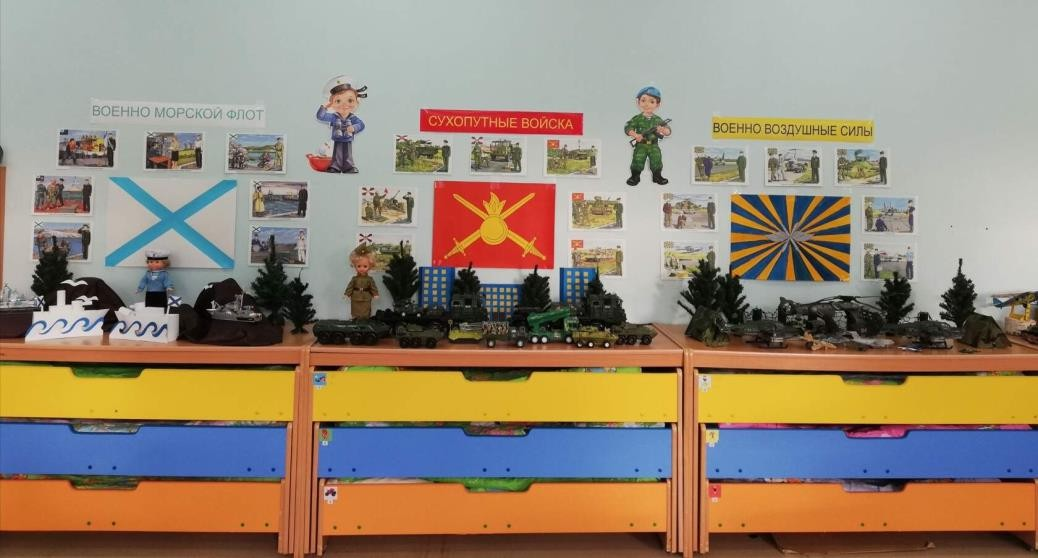 ВОЕННО МОРСКОЙ ФЛОТ
СУХОПУТНЫЕ ВОЙСКА
ВОЕННО ВОЗДУШНЫЕ СИЛЫ